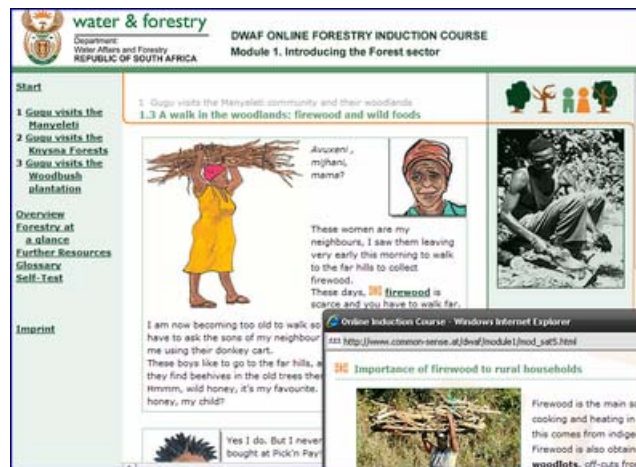 water & forestry
Department:
Water Affairs and Forestry
REPUBLIC OF SOUTH AFRICA
DWAF ONLINE FORESTRY INDUCTION COURSE
Module 1. Introducing the Forest sector
Start
1 Gugu visits the
Manyeleti
2 Gugu visits the
Knysna Forests
3 Gugu visits the
Woodbush
plantation
Overview
Forestry at
a glance
Further Resources
Glossary
Self-Test
Imprint
1 Gugu visits the Manyeleti community and their woodlands
1.3 A walk in the woodlands: firewood and wild foods
Avuxeni,
mijhani,
mama?
These women are my
neighbours, I saw them leaving
very early this morning to walk
to the far hills to collect
firewood.
These days, firewood is
scarce and you have to walk far.
I am now becoming too old to walk so
have to ask the sons of my neighbour
me using their donkey cart.
These boys like to go to the far hills, a
they find beehives in the old trees ther
Hmmm, wild honey, it's my favourite.
honey, my child?
Yes I do. But I never
bought at Pick'n Pay!
Online Induction Course - Windows Internet Explorer
http://www.common-sense.at/dwaf/module1/mod_sat5.html
Importance of firewood to rural households
Firewood is the main so
cooking and heating in
this comes from indige
Firewood is also obtain
woodlots, off-cuts from